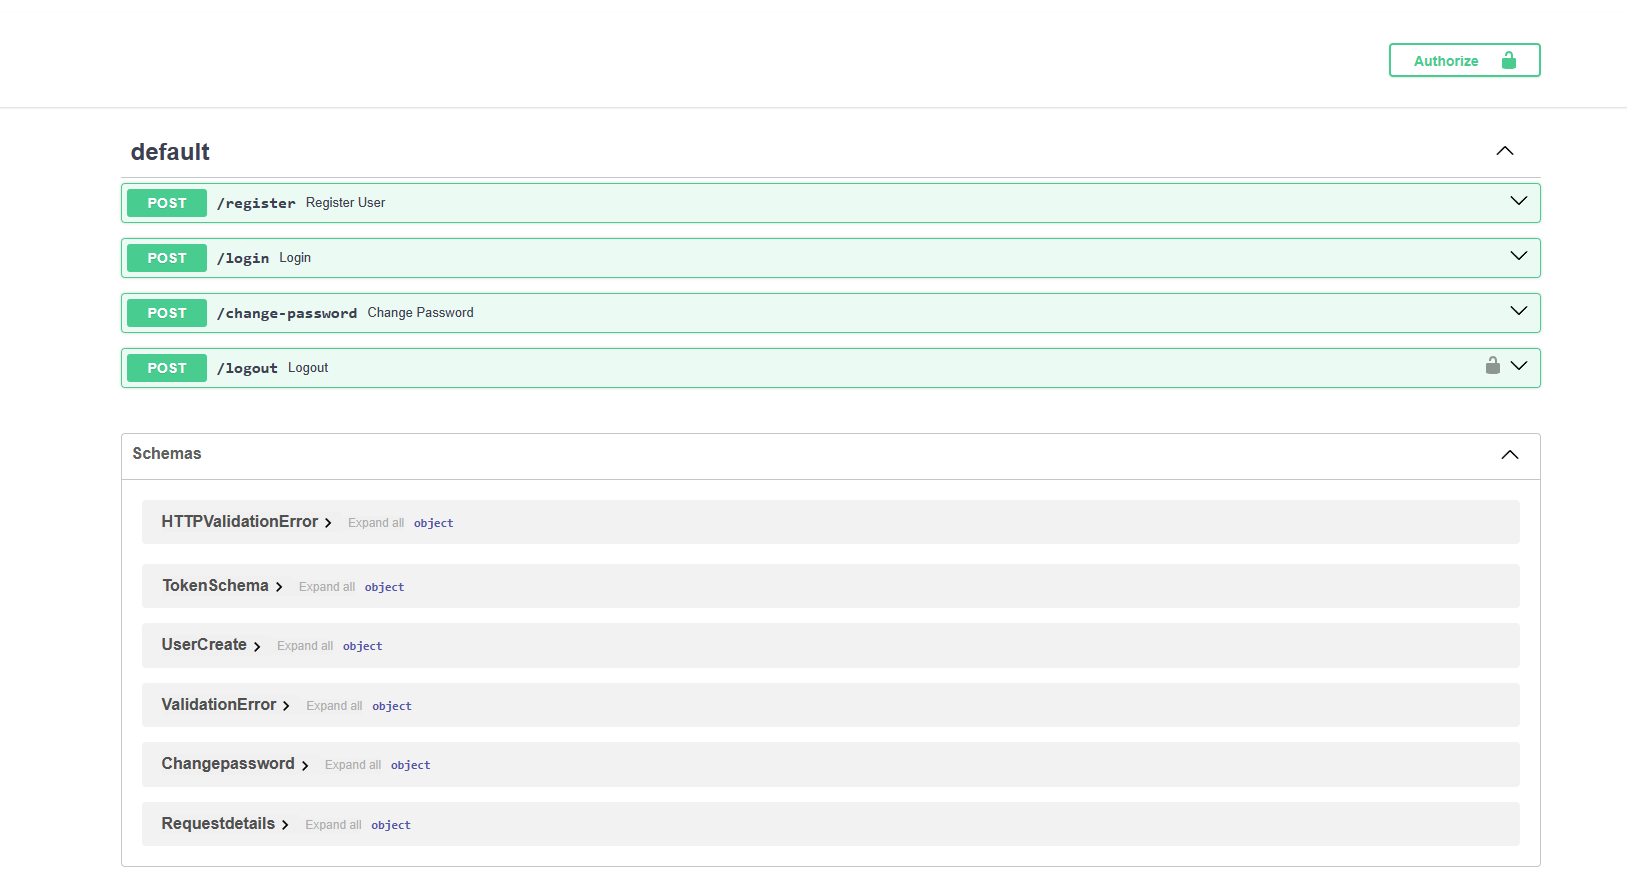 Authorize
default
POST /register Register User
POST /login Login
POST /change-password Change Password
POST /logout Logout
Schemas
HTTPValidationError Expand all object
TokenSchema Expand all object
UserCreate Expand all object
ValidationError Expand all object
Changepassword Expand all object
Requestdetails Expand all object